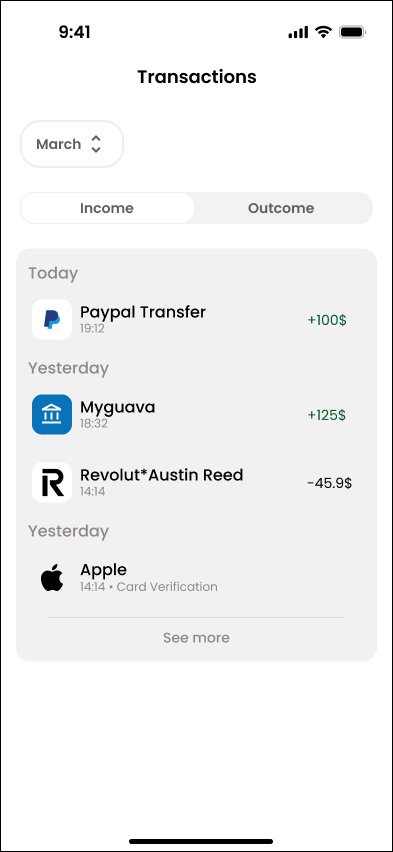 9:41
Transactions
March
Income Outcome
Today
Paypal Transfer
19:12
+100$
Yesterday
Myguava
18:32
+125$
Revolut*Austin Reed
14:14
-45.9$
Yesterday
Apple
14:14 • Card Verification
See more